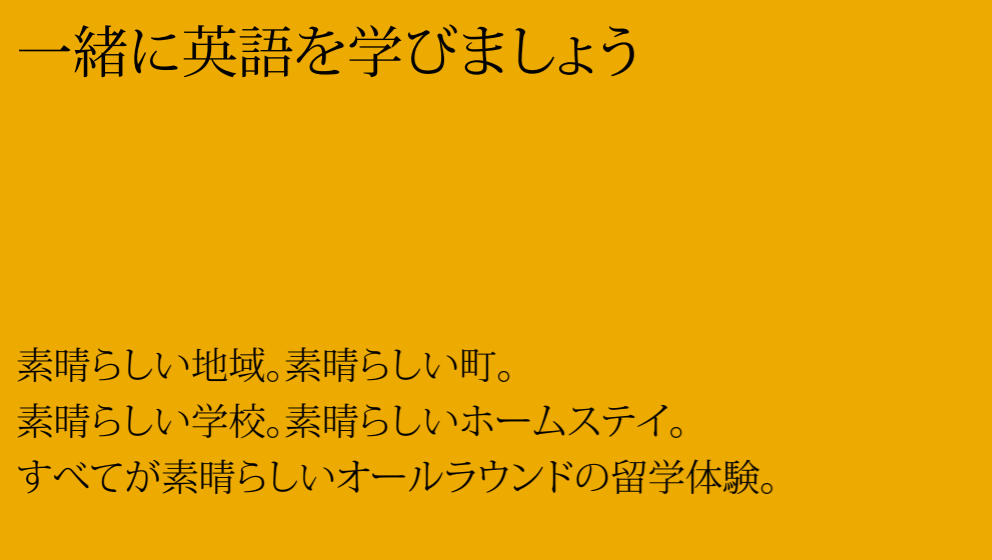 一緒に英語を学びましょう
素晴らしい地域。素晴らしい町。
素晴らしい学校。素晴らしいホームステイ。
すべてが素晴らしいオールラウンドの留学体験。